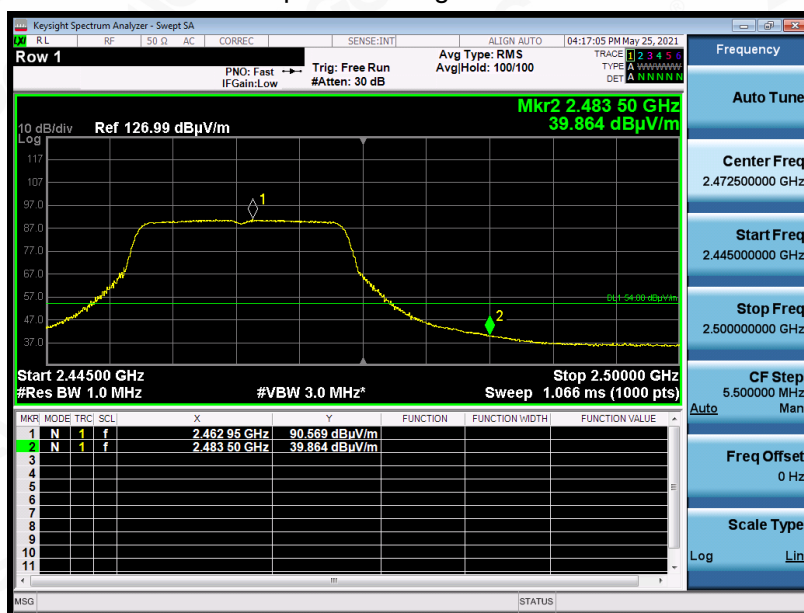 Keysight Spectrum Analyzer - Swept SA
LXI RL RF 50 Ω AC CORREC SENSE:INT ALIGN AUTO 04:17:05 PM May 25, 2021
Row 1
PNO: Fast
IFGain:Low
Trig: Free Run
#Atten: 30 dB
Avg Type: RMS
Avg|Hold: 100/100
TRACE 1 2 3 4 5 6
TYPE A WWWWW
DET A N N N N N
Mkr2 2.483 50 GHz
39.864 dBµV/m
10 dB/div Ref 126.99 dBµV/m
Log
117
107
97.0
87.0
77.0
67.0
57.0
47.0
37.0
1
2
DL1 54.00 dBµV/m
Start 2.44500 GHz Stop 2.50000 GHz
#Res BW 1.0 MHz #VBW 3.0 MHz* Sweep 1.066 ms (1000 pts)
MKR MODE TRC SCL X Y FUNCTION FUNCTION WIDTH FUNCTION VALUE
1 N 1 f 2.462 95 GHz 90.569 dBµV/m
2 N 1 f 2.483 50 GHz 39.864 dBµV/m
3
4
5
6
7
8
9
10
11
MSG STATUS
Frequency
Auto Tune
Center Freq
2.472500000 GHz
Start Freq
2.445000000 GHz
Stop Freq
2.500000000 GHz
CF Step
5.500000 MHz
Auto Man
Freq Offset
0 Hz
Scale Type
Log Lin